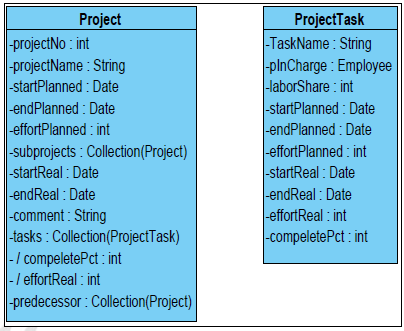 Project
-projectNo : int
-projectName : String
-startPlanned : Date
-endPlanned : Date
-effortPlanned : int
-subprojects : Collection(Project)
-startReal : Date
-endReal : Date
-comment : String
-tasks : Collection(ProjectTask)
- / compeletePct : int
- / effortReal : int
-predecessor : Collection(Project)
ProjectTask
-TaskName : String
-pInCharge : Employee
-laborShare : int
-startPlanned : Date
-endPlanned : Date
-effortPlanned : int
-startReal : Date
-endReal : Date
-effortReal : int
-compeletePct : int